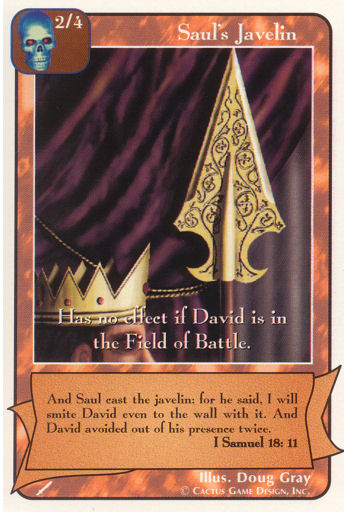 2/4
Saul's Javelin
Has no effect if David is in
the Field of Battle.
And Saul cast the javelin: for he said, I will
smite David even to the wall with it. And
David avoided out of his presence twice.
I Samuel 18: 11
Illus. Doug Gray
© Cactus Game Design, Inc.